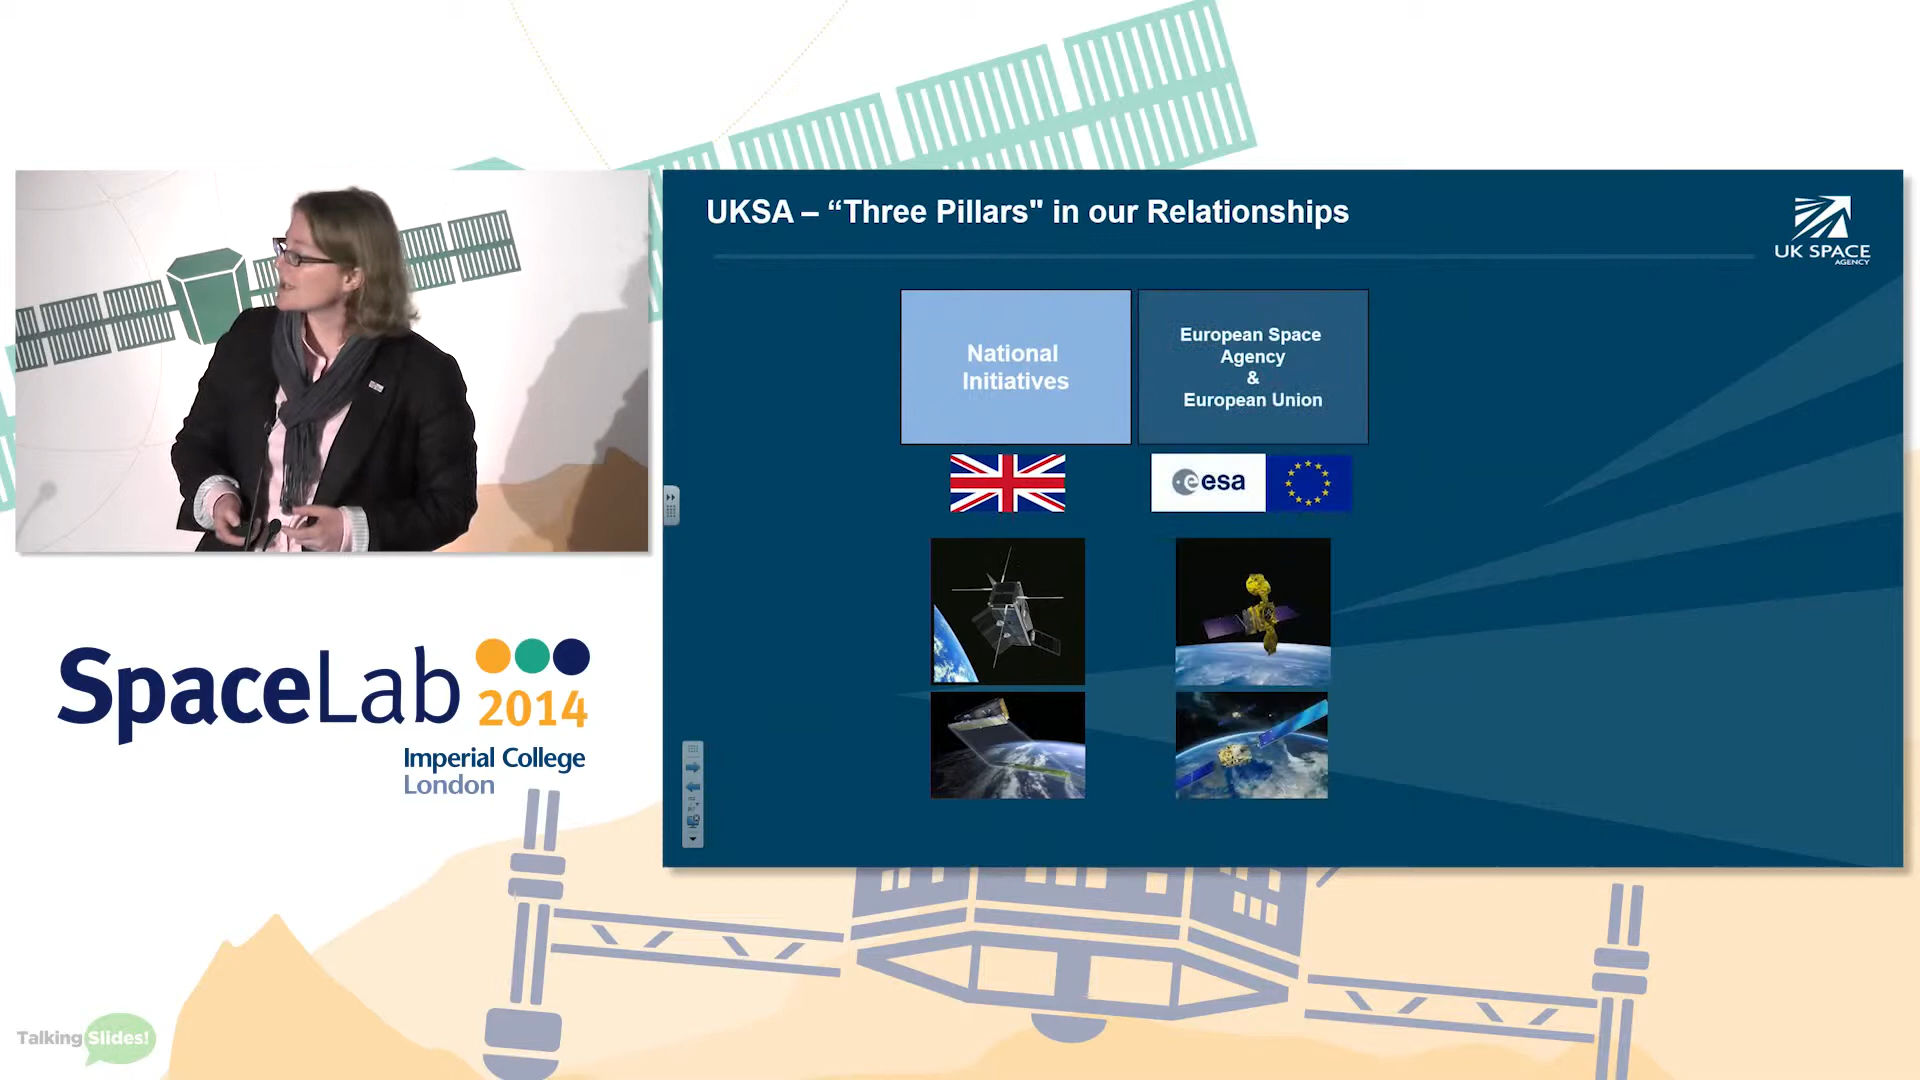 UKSA – “Three Pillars" in our Relationships
UK SPACE
AGENCY
National
Initiatives
European Space
Agency
&
European Union
esa
SpaceLab
2014
Imperial College
London
Talking Slides!